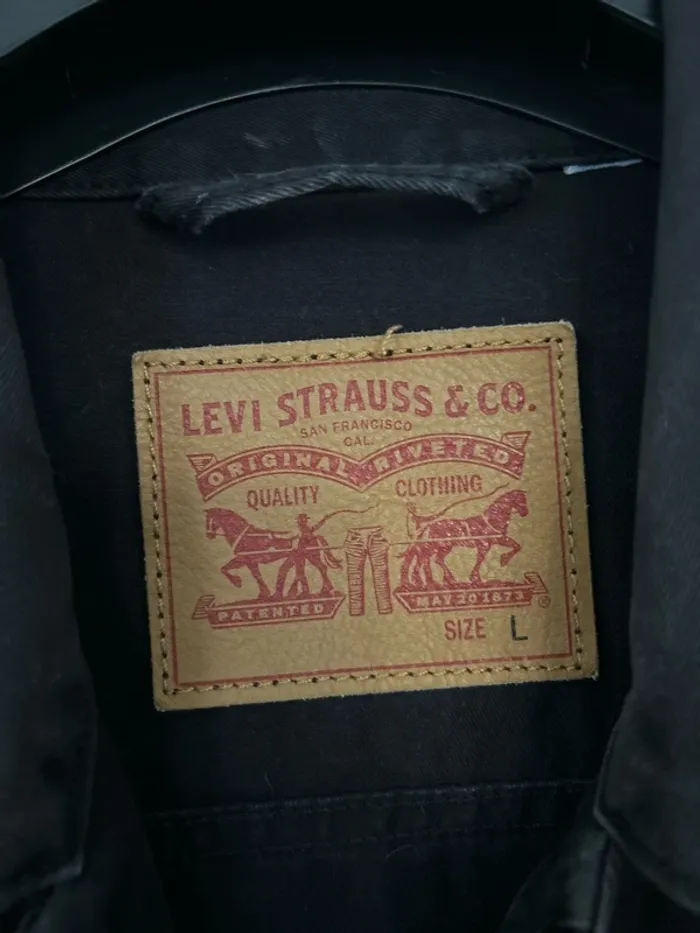 LEVI STRAUSS & CO.
SAN FRANCISCO
CAL.
ORIGINAL RIVETED
QUALITY CLOTHING
PATENTED MAY 20 1873 ®
SIZE L